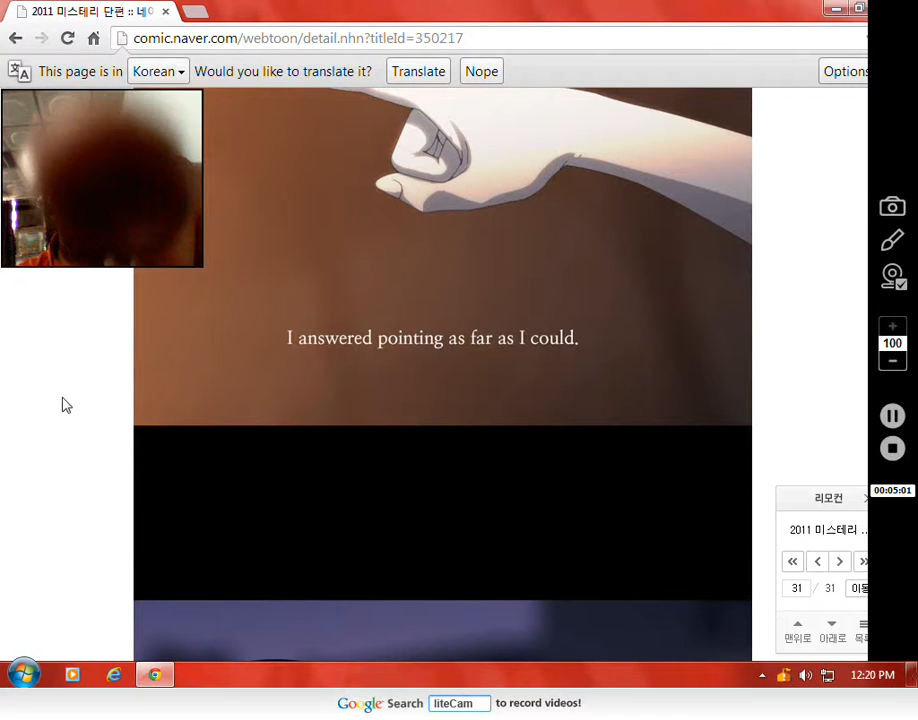 2011 미스테리 단편 :: 네이
comic.naver.com/webtoon/detail.nhn?titleId=350217
This page is in Korean Would you like to translate it? Translate Nope Options
I answered pointing as far as I could.
100
00:05:01
리모컨
2011 미스테리 ..
31 / 31 이동
맨위로 아래로 목록
12:20 PM
Google Search liteCam to record videos!